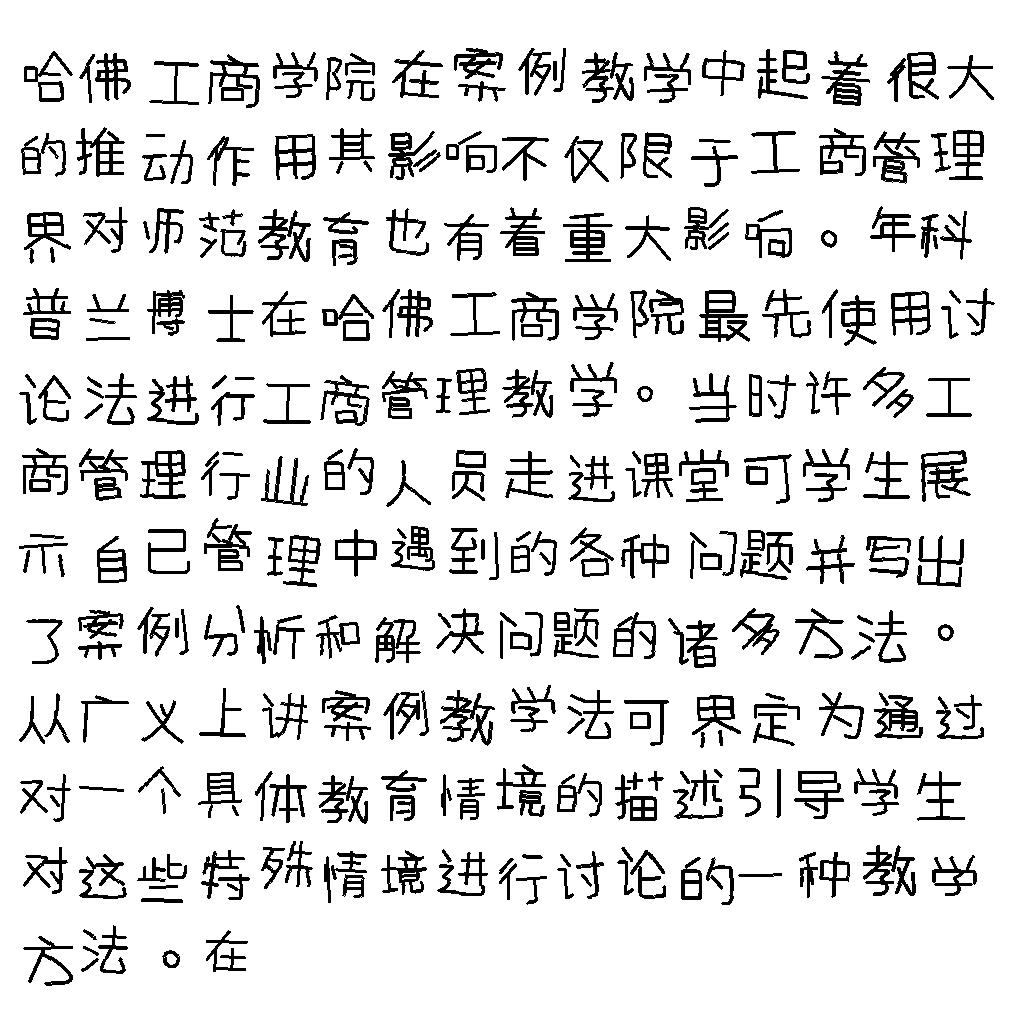 哈佛工商学院在案例教学中起着很大
的推动作用其影响不仅限于工商管理
界对师范教育也有着重大影响。年科
普兰博士在哈佛工商学院最先使用讨
论法进行工商管理教学。当时许多工
商管理行业的人员走进课堂可学生展
示自己管理中遇到的各种问题并写出
了案例分析和解决问题的诸多方法。
从广义上讲案例教学法可界定为通过
对一个具体教育情境的描述引导学生
对这些特殊情境进行讨论的一种教学
方法。在